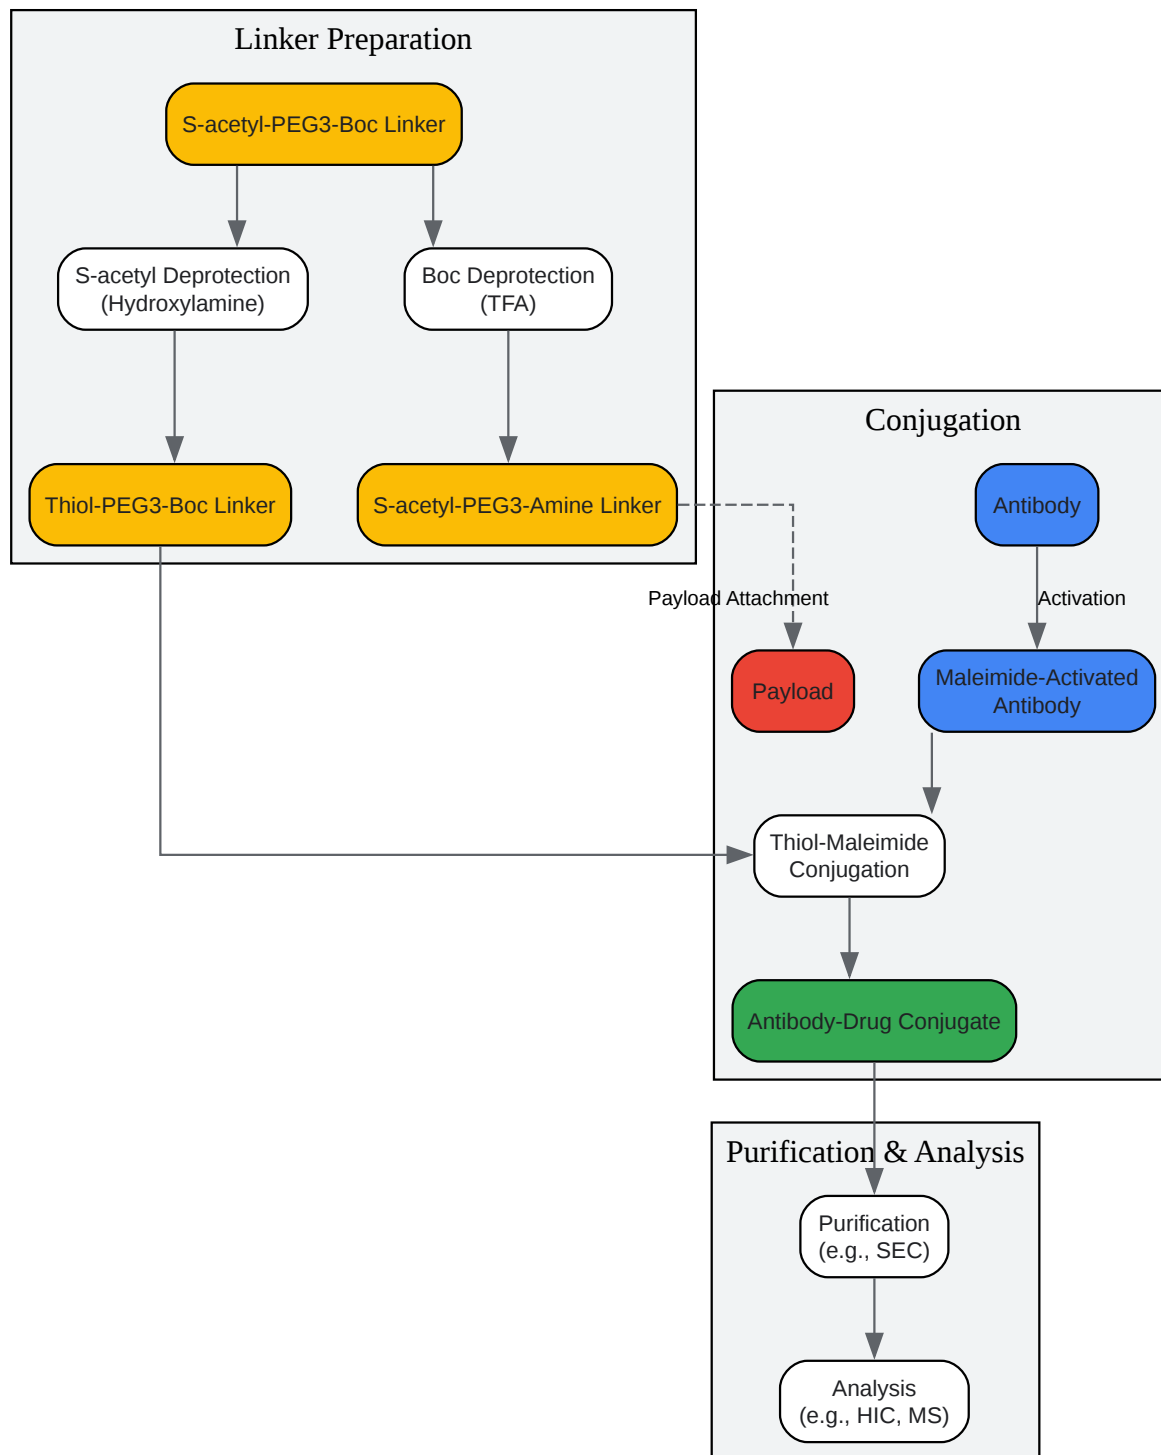 Linker Preparation
S-acetyl-PEG3-Boc Linker
S-acetyl Deprotection
(Hydroxylamine)
Boc Deprotection
(TFA)
Thiol-PEG3-Boc Linker
S-acetyl-PEG3-Amine Linker
Conjugation
Antibody
Payload Attachment
Activation
Payload
Maleimide-Activated
Antibody
Thiol-Maleimide
Conjugation
Antibody-Drug Conjugate
Purification & Analysis
Purification
(e.g., SEC)
Analysis
(e.g., HIC, MS)